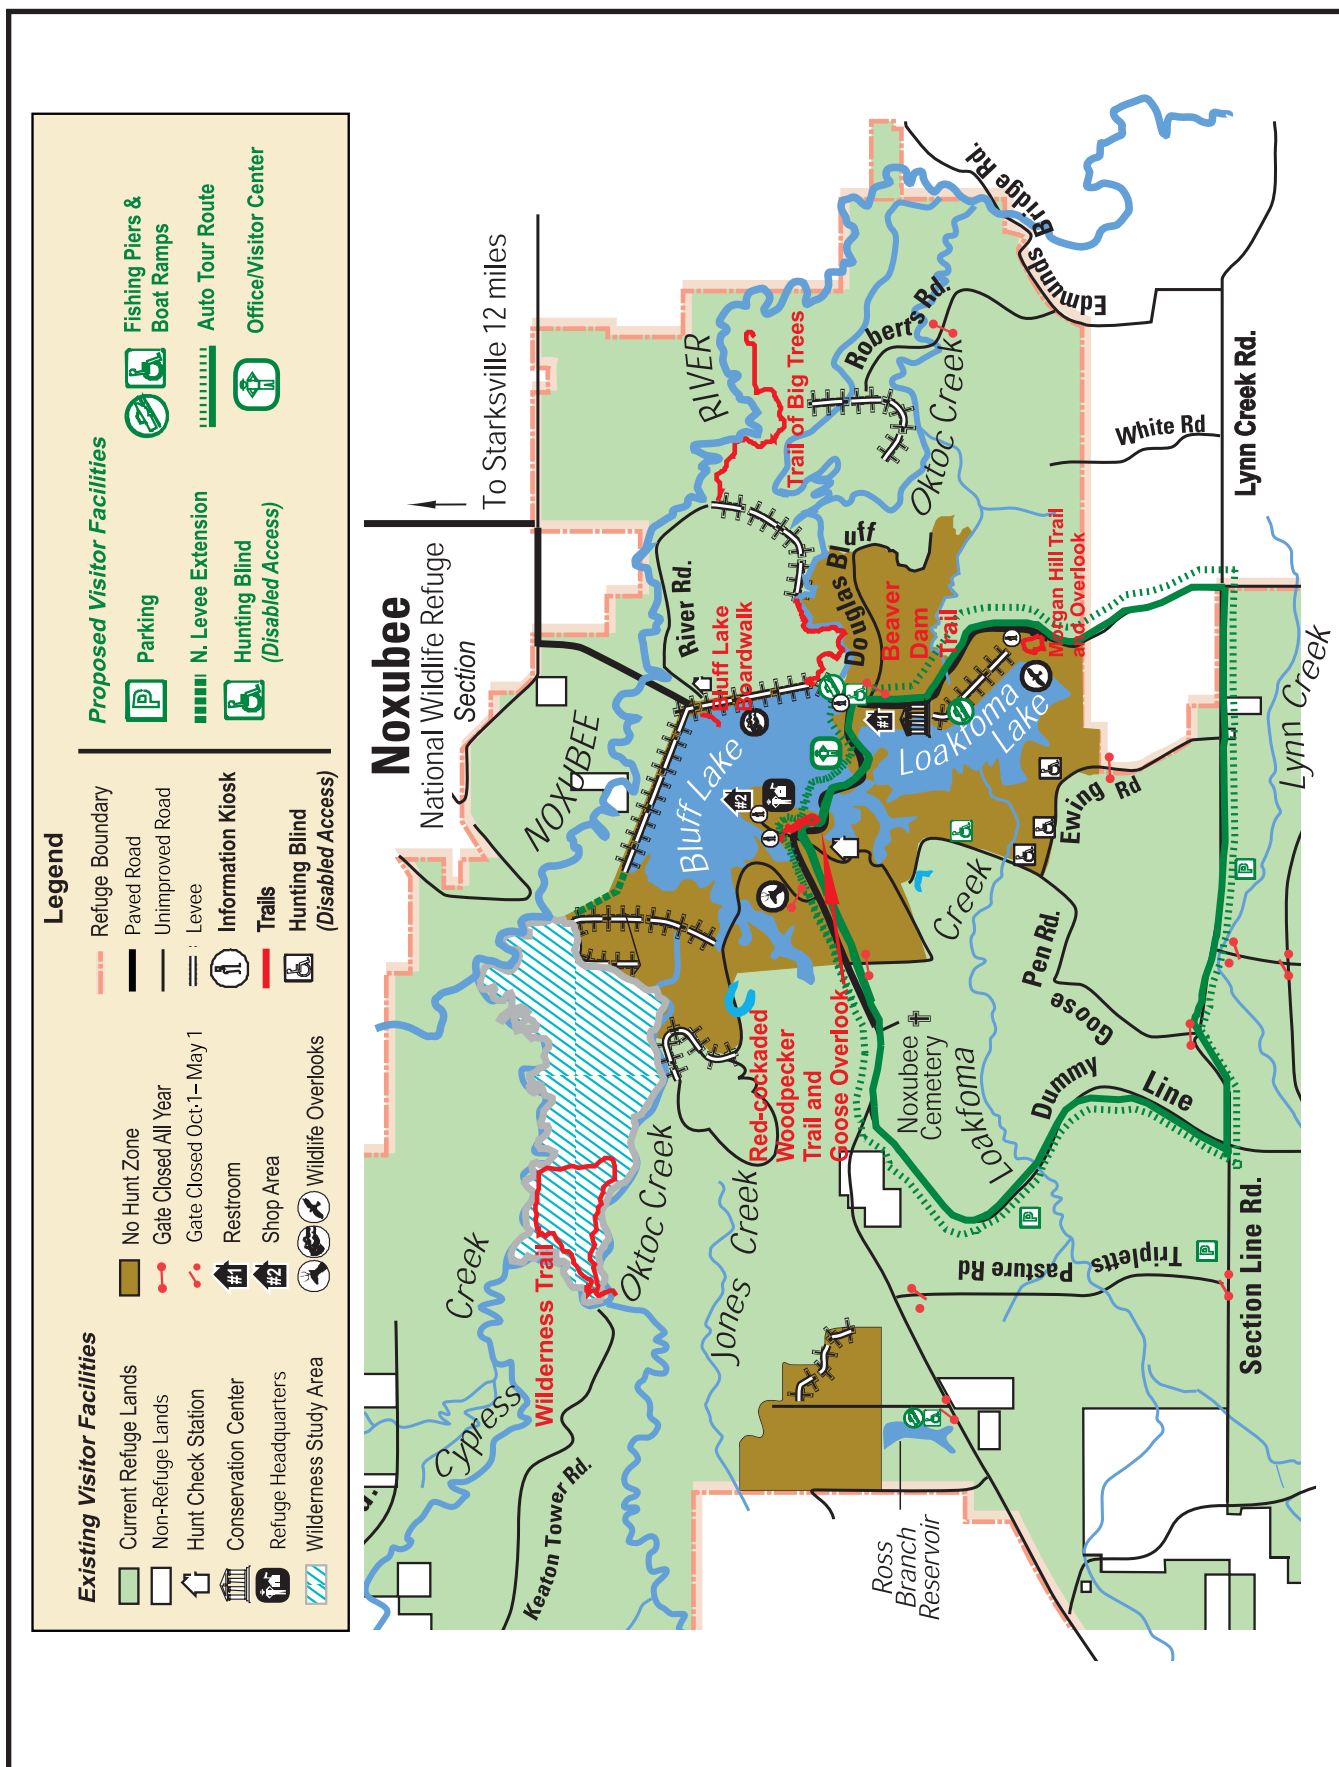 Legend
Existing Visitor Facilities
Current Refuge Lands
Non-Refuge Lands
Hunt Check Station
Conservation Center
Refuge Headquarters
Wilderness Study Area
No Hunt Zone
Gate Closed All Year
Gate Closed Oct-1–May 1
#1
Restroom
#2
Shop Area
Wildlife Overlooks
Refuge Boundary
Paved Road
Unimproved Road
Levee
Information Kiosk
Trails
Hunting Blind
(Disabled Access)
Proposed Visitor Facilities
P
Parking
N. Levee Extension
Hunting Blind
(Disabled Access)
Fishing Piers &
Boat Ramps
Auto Tour Route
Office/Visitor Center
Noxubee
National Wildlife Refuge
Section
To Starksville 12 miles
NOXUBEE
RIVER
River Rd.
Bluff Lake
Boardwalk
Bluff Lake
#2
#1
Trail of Big Trees
Roberts Rd.
Oktoc Creek
Edmunds Bridge Rd.
White Rd
Lynn Creek Rd.
Douglas Bluff
Beaver
Dam
Trail
Morgan Hill Trail
and Overlook
Loakfoma
Lake
Ewing Rd
Lynn Creek
P
Goose Pen Rd.
Loakfoma Creek
Red-cockaded
Woodpecker
Trail and
Goose Overlook
Noxubee
Cemetery
Dummy Line
P
P
Tripletts
Pasture Rd
Section Line Rd.
Wilderness Trail
Oktoc Creek
Jones Creek
Cypress Creek
Keaton Tower Rd.
Ross
Branch
Reservoir